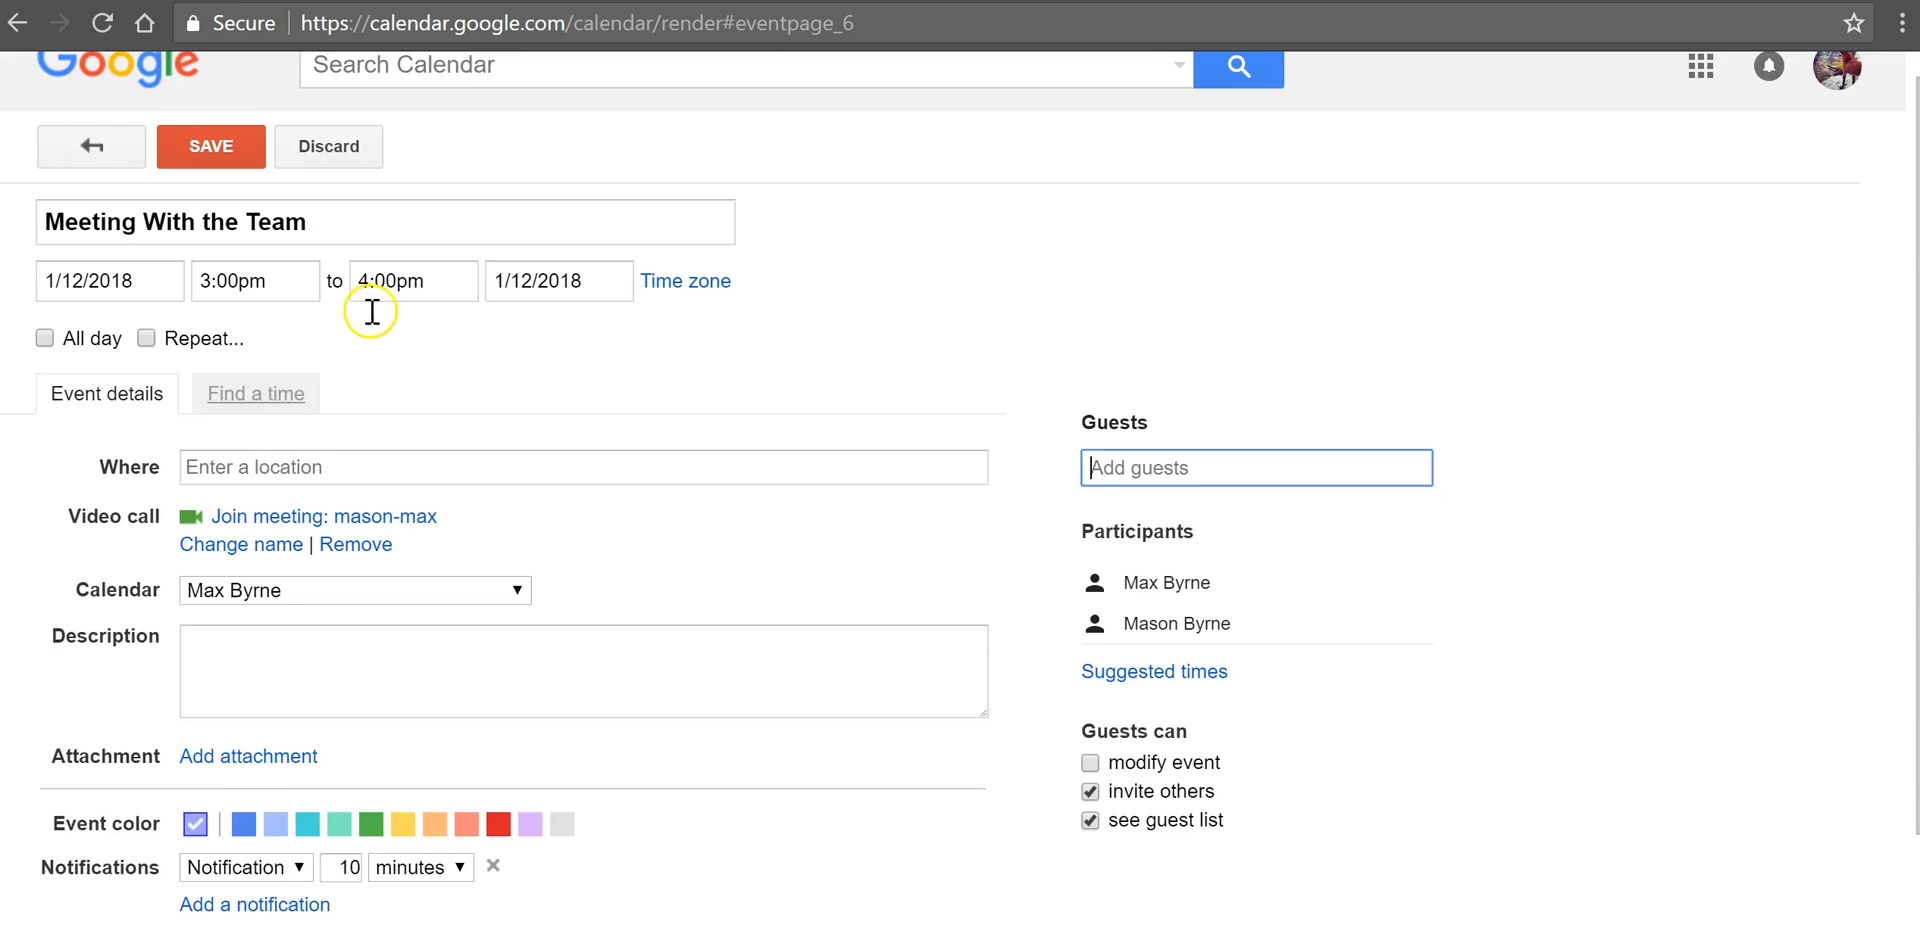 Secure https://calendar.google.com/calendar/render#eventpage_6
Google Search Calendar
SAVE Discard
Meeting With the Team
1/12/2018 3:00pm to 4:00pm 1/12/2018 Time zone
All day Repeat...
Event details Find a time
Guests
Where Enter a location
Add guests
Video call Join meeting: mason-max
Change name | Remove
Participants
Calendar Max Byrne
Max Byrne
Description
Mason Byrne
Suggested times
Attachment Add attachment
Guests can
modify event
invite others
see guest list
Event color
Notifications Notification 10 minutes
Add a notification